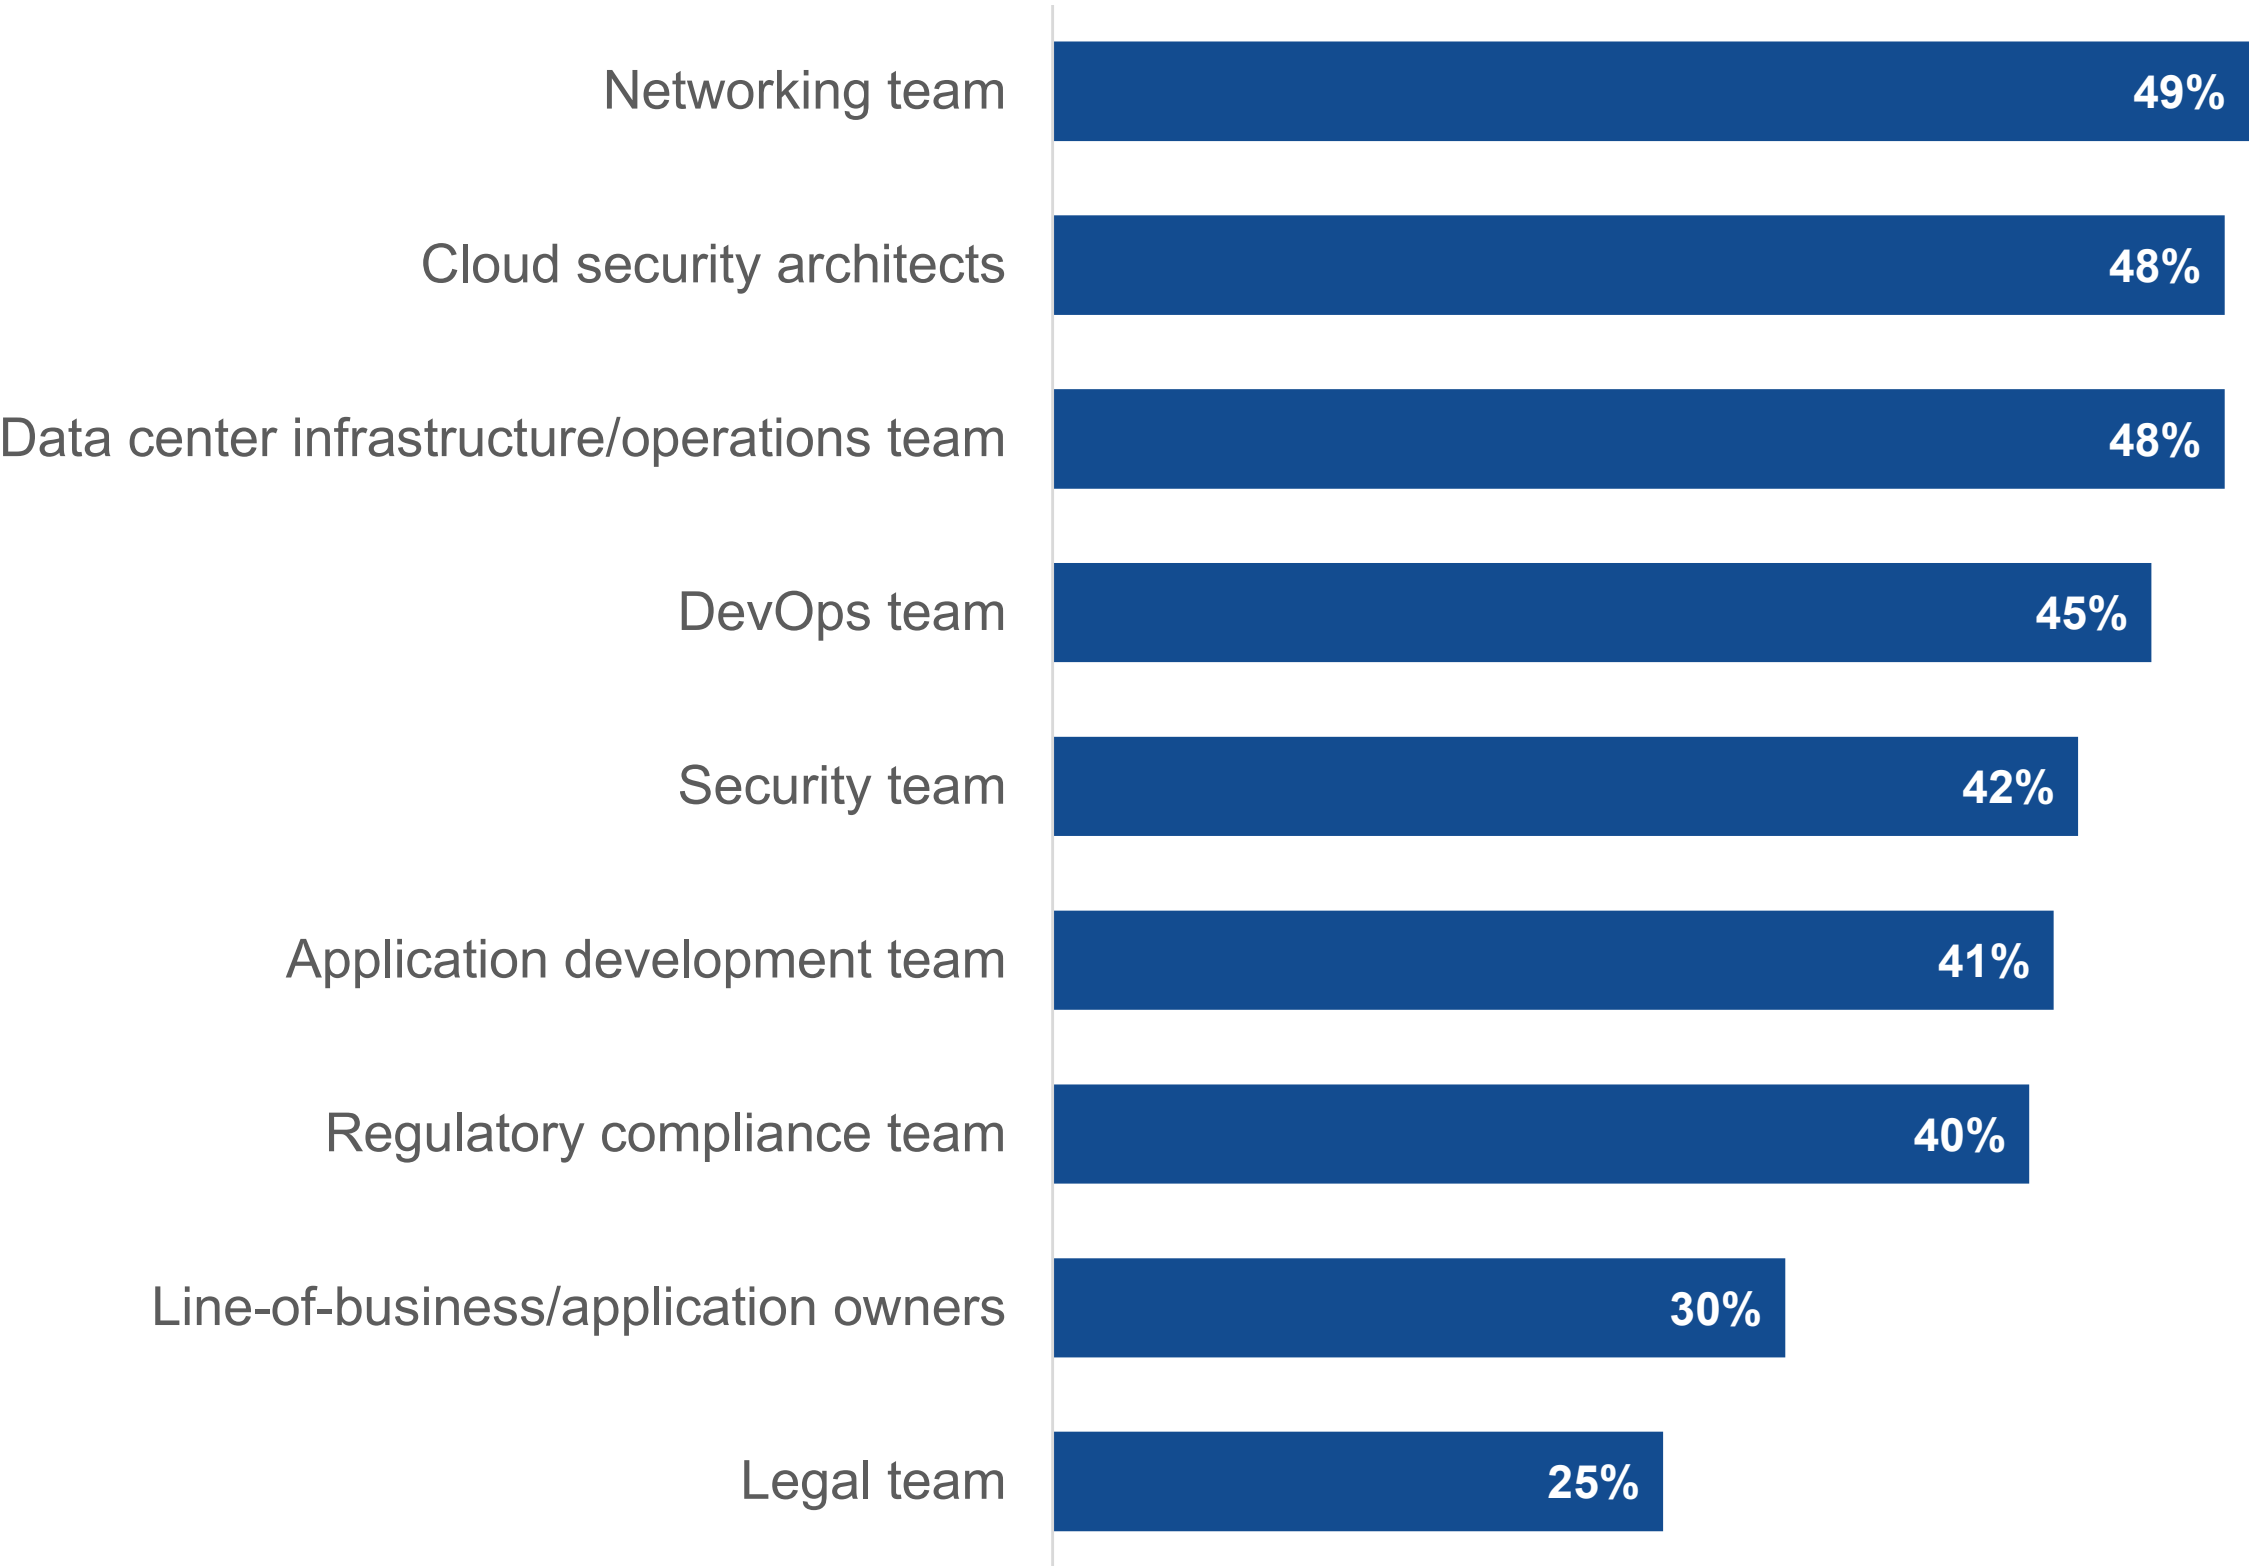 Networking team 49%
Cloud security architects 48%
Data center infrastructure/operations team 48%
DevOps team 45%
Security team 42%
Application development team 41%
Regulatory compliance team 40%
Line-of-business/application owners 30%
Legal team 25%